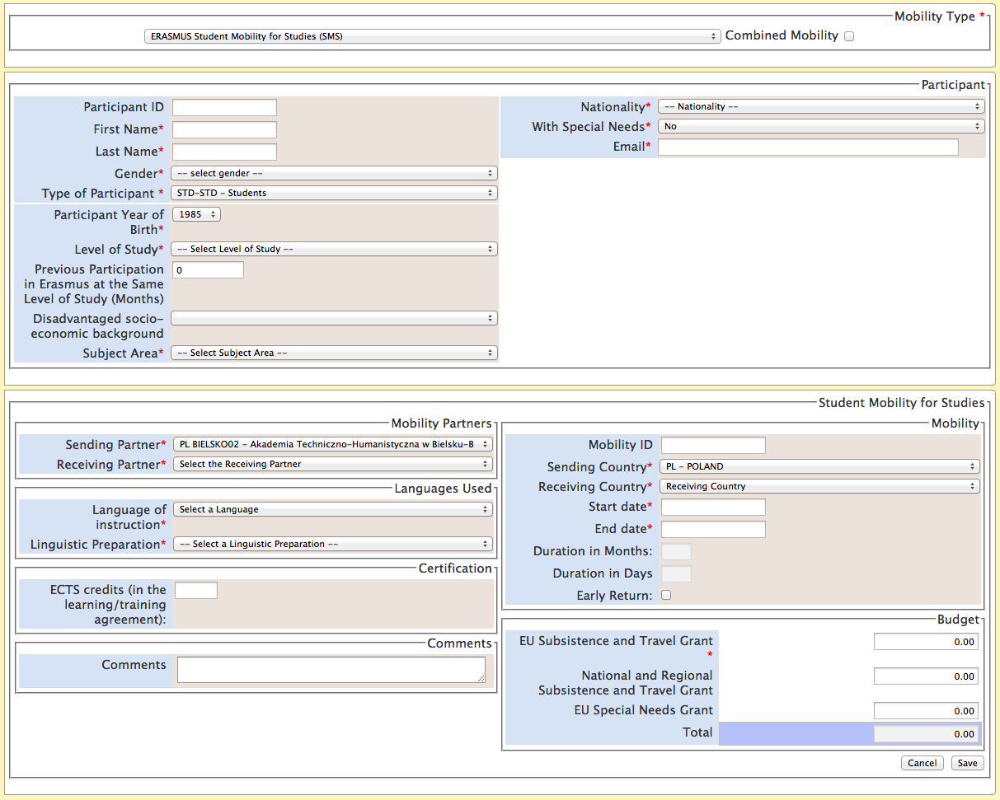 Mobility Type *
ERASMUS Student Mobility for Studies (SMS) Combined Mobility
Participant
Participant ID
First Name*
Last Name*
Gender* -- select gender --
Type of Participant * STD-STD - Students
Participant Year of 1985
Birth*
Level of Study* -- Select Level of Study --
Previous Participation 0
in Erasmus at the Same
Level of Study (Months)
Disadvantaged socio-
economic background
Subject Area* -- Select Subject Area --
Nationality* -- Nationality --
With Special Needs* No
Email*
Student Mobility for Studies
Mobility Partners
Sending Partner* PL BIELSKO02 - Akademia Techniczno-Humanistyczna w Bielsku-B
Receiving Partner* Select the Receiving Partner
Languages Used
Language of Select a Language
instruction*
Linguistic Preparation* -- Select a Linguistic Preparation --
Certification
ECTS credits (in the
learning/training
agreement):
Comments
Comments
Mobility
Mobility ID
Sending Country* PL - POLAND
Receiving Country* Receiving Country
Start date*
End date*
Duration in Months:
Duration in Days
Early Return:
Budget
EU Subsistence and Travel Grant 0.00
*
National and Regional 0.00
Subsistence and Travel Grant
EU Special Needs Grant 0.00
Total 0.00
Cancel Save